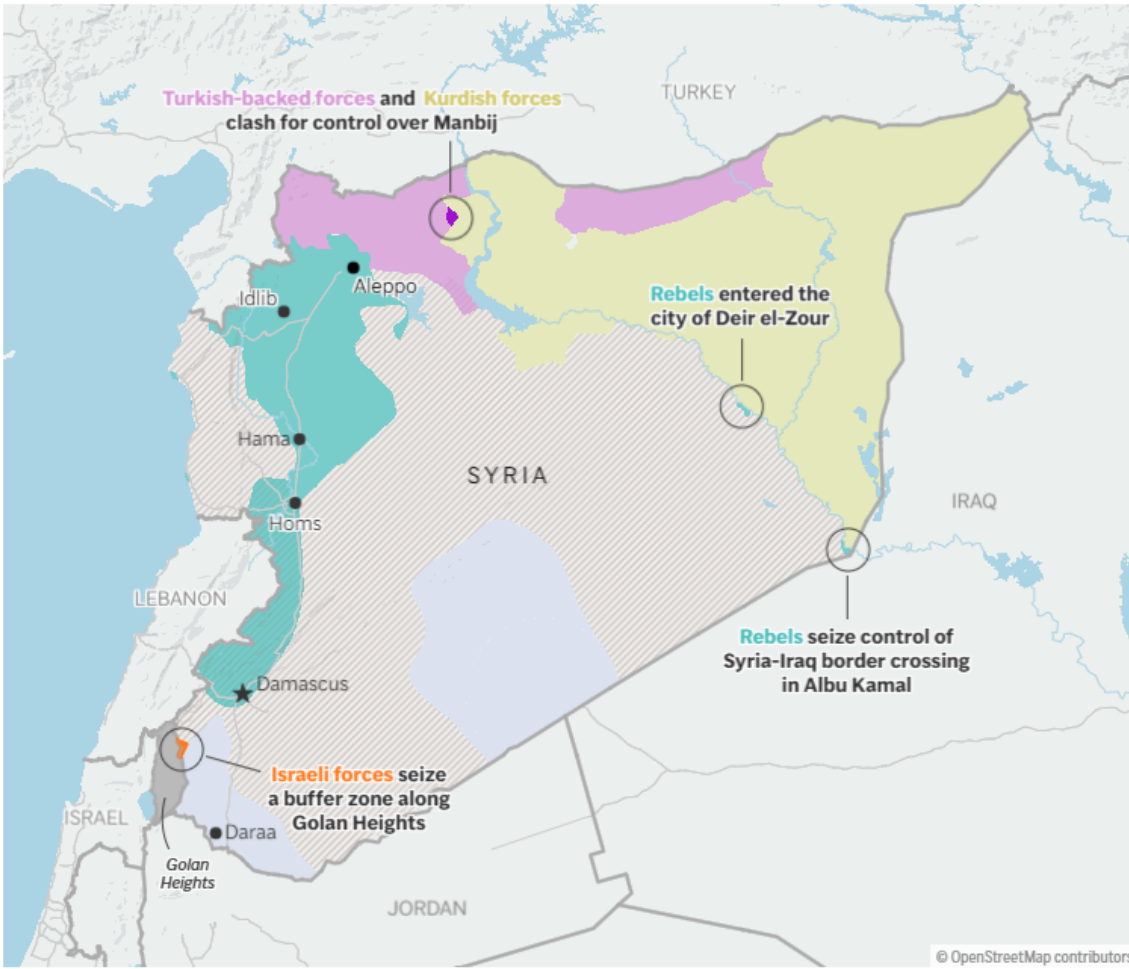 TURKEY
Turkish-backed forces and Kurdish forces
clash for control over Manbij
Aleppo
Idlib
Rebels entered the
city of Deir el-Zour
Hama
SYRIA
IRAQ
Homs
LEBANON
Rebels seize control of
Syria-Iraq border crossing
in Albu Kamal
Damascus
Israeli forces seize
a buffer zone along
Golan Heights
ISRAEL
Daraa
Golan
Heights
JORDAN
© OpenStreetMap contributors